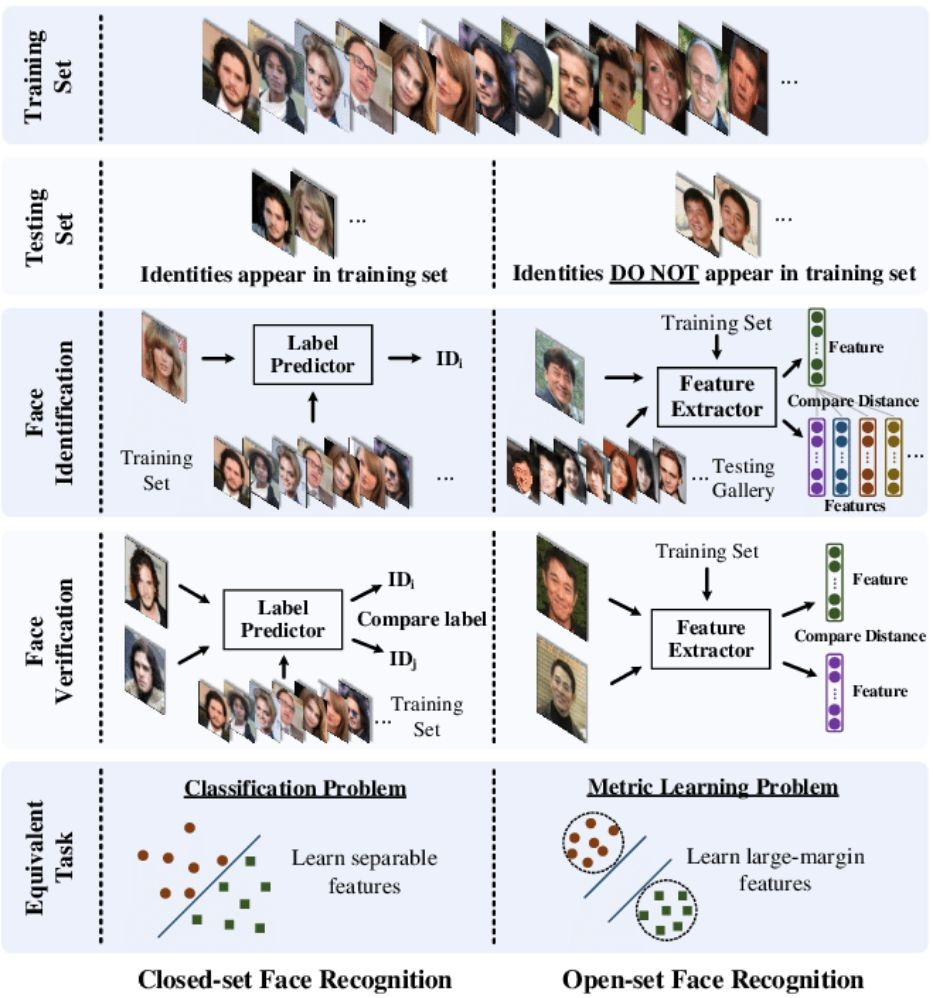 Training
Set
...
Testing
Set
...
Identities appear in training set
...
Identities DO NOT appear in training set
Face
Identification
Label
Predictor
IDi
Training
Set
...
Training Set
Feature
Extractor
Feature
Compare Distance
...
Features
... Testing
Gallery
Face
Verification
Label
Predictor
IDi
Compare label
IDj
... Training
Set
Training Set
Feature
Extractor
Feature
Compare Distance
Feature
Equivalent
Task
Classification Problem
Learn separable
features
Metric Learning Problem
Learn large-margin
features
Closed-set Face Recognition
Open-set Face Recognition